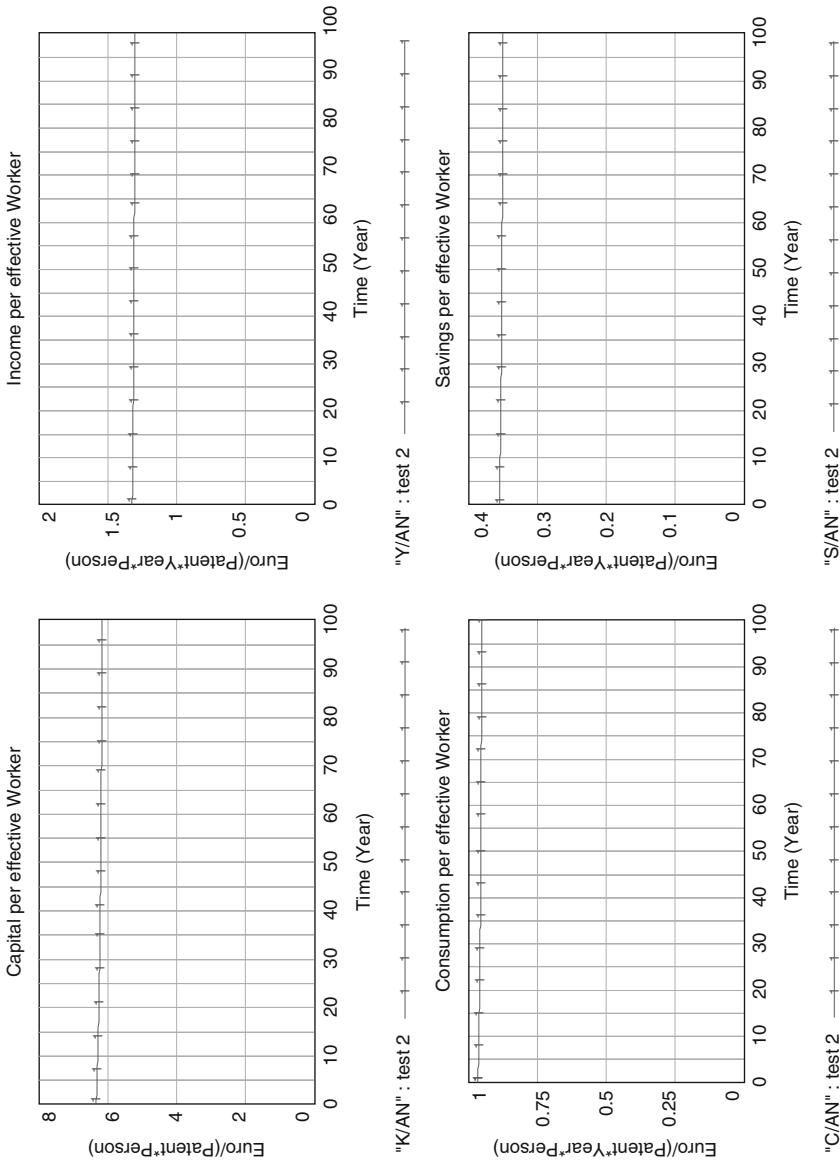 Capital per effective Worker
8
6
4
2
0
Euro/(Patent*Person)
0 10 20 30 40 50 60 70 80 90 100
Time (Year)
"K/AN" : test 2
Income per effective Worker
2
1.5
1
0.5
0
Euro/(Patent*Year*Person)
0 10 20 30 40 50 60 70 80 90 100
Time (Year)
"Y/AN" : test 2
Consumption per effective Worker
1
0.75
0.5
0.25
0
Euro/(Patent*Year*Person)
0 10 20 30 40 50 60 70 80 90 100
Time (Year)
"C/AN" : test 2
Savings per effective Worker
0.4
0.3
0.2
0.1
0
Euro/(Patent*Year*Person)
0 10 20 30 40 50 60 70 80 90 100
Time (Year)
"S/AN" : test 2